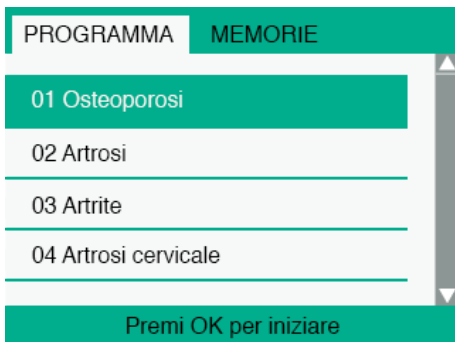 PROGRAMMA MEMORIE
01 Osteoporosi
02 Artrosi
03 Artrite
04 Artrosi cervicale
Premi OK per iniziare